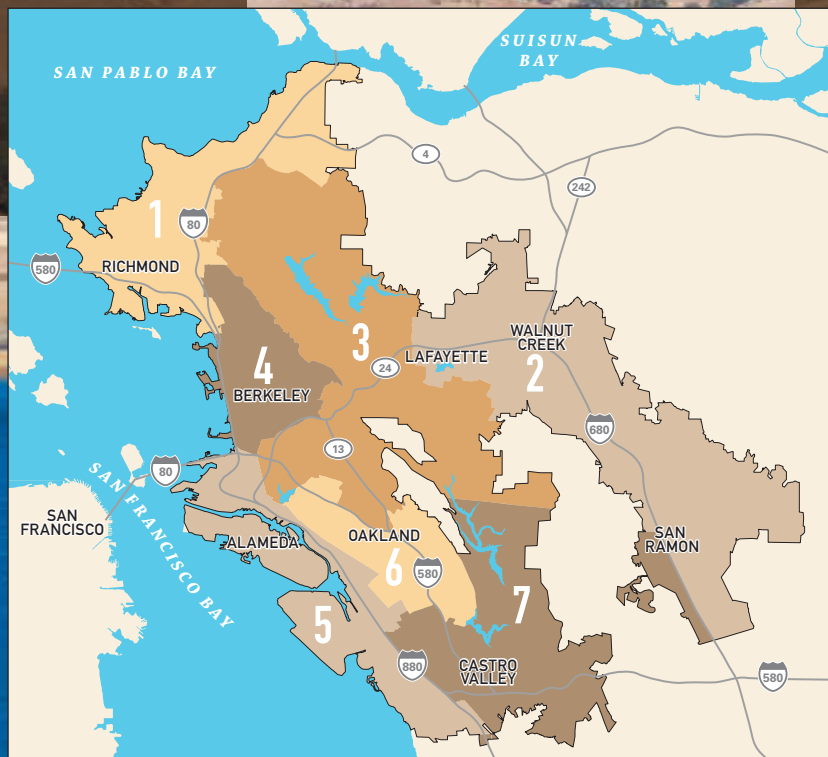 SAN PABLO BAY
SUISUN
BAY
4
242
1
80
580
RICHMOND
3
WALNUT
CREEK
LAFAYETTE
24
4
2
BERKELEY
680
13
80
SAN FRANCISCO BAY
SAN
FRANCISCO
ALAMEDA
OAKLAND
SAN
RAMON
6
580
7
5
880
CASTRO
VALLEY
580